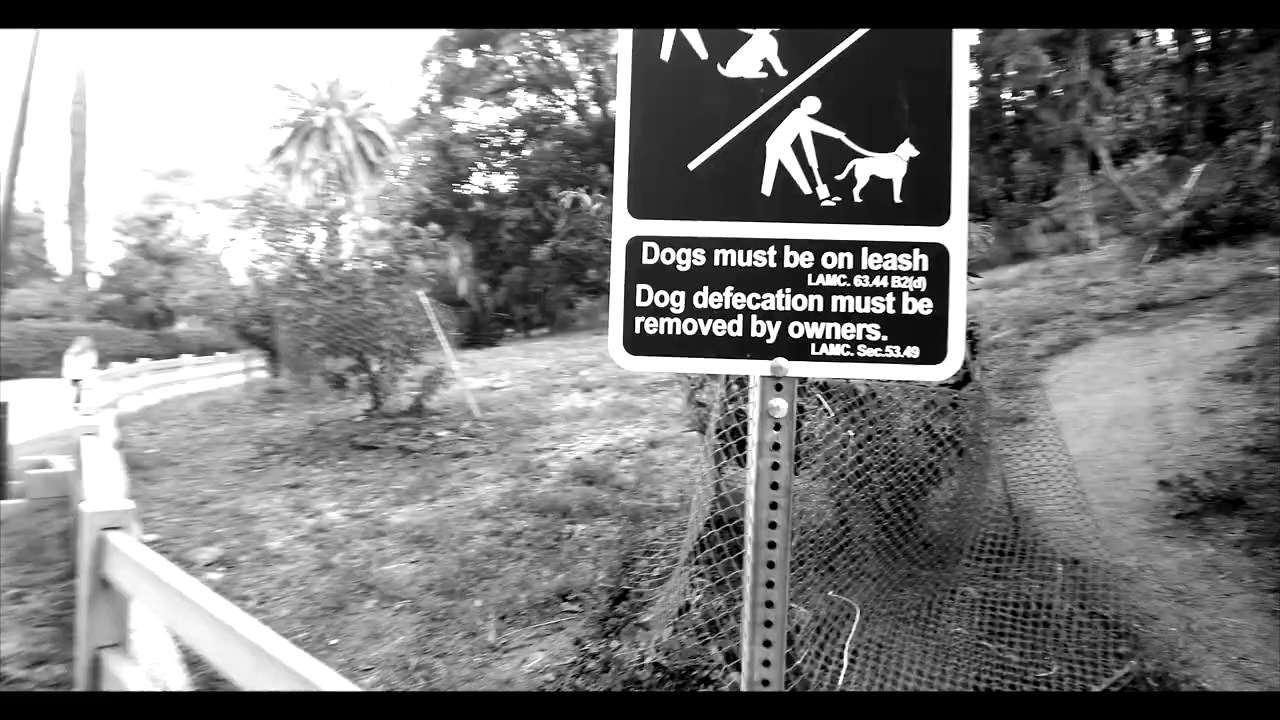 Dogs must be on leash
LAMC. 63.44 B2(d)
Dog defecation must be
removed by owners.
LAMC. Sec.53.49